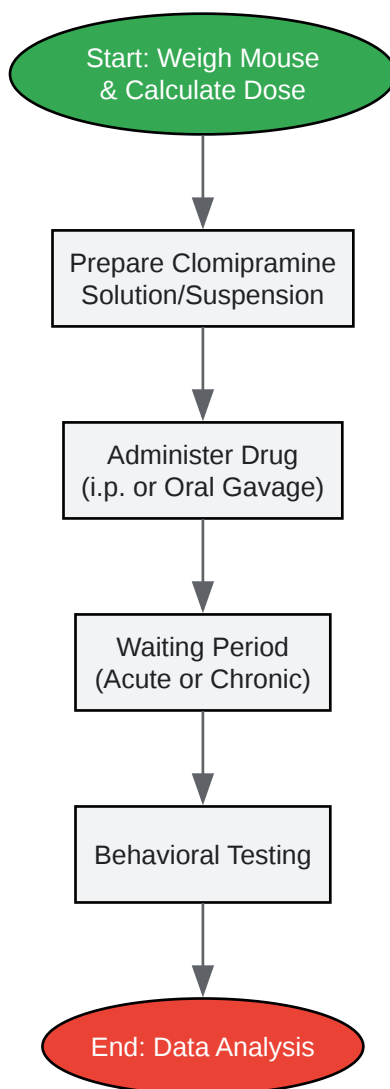 Start: Weigh Mouse
& Calculate Dose
Prepare Clomipramine
Solution/Suspension
Administer Drug
(i.p. or Oral Gavage)
Waiting Period
(Acute or Chronic)
Behavioral Testing
End: Data Analysis